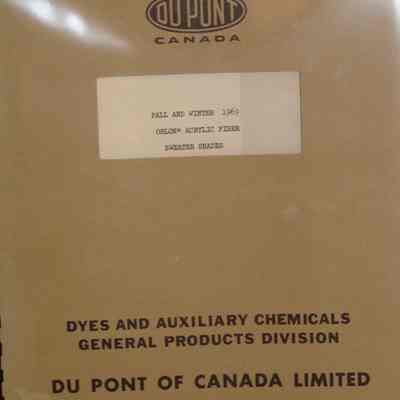 DU PONT
CANADA
FALL AND WINTER 1969
ORLON® ACRYLIC FIBER
SWEATER SHADES
DYES AND AUXILIARY CHEMICALS
GENERAL PRODUCTS DIVISION
DU PONT OF CANADA LIMITED